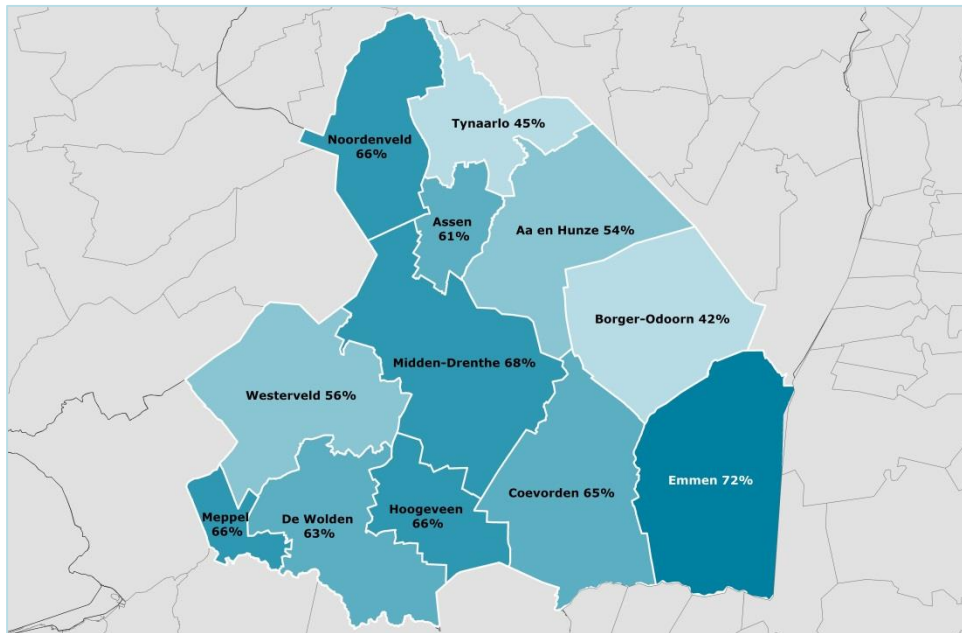 Tynaarlo 45%
Noordenveld
66%
Assen
61%
Aa en Hunze 54%
Borger-Odoorn 42%
Midden-Drenthe 68%
Westerveld 56%
Emmen 72%
Coevorden 65%
Meppel
66%
De Wolden
63%
Hoogeveen
66%